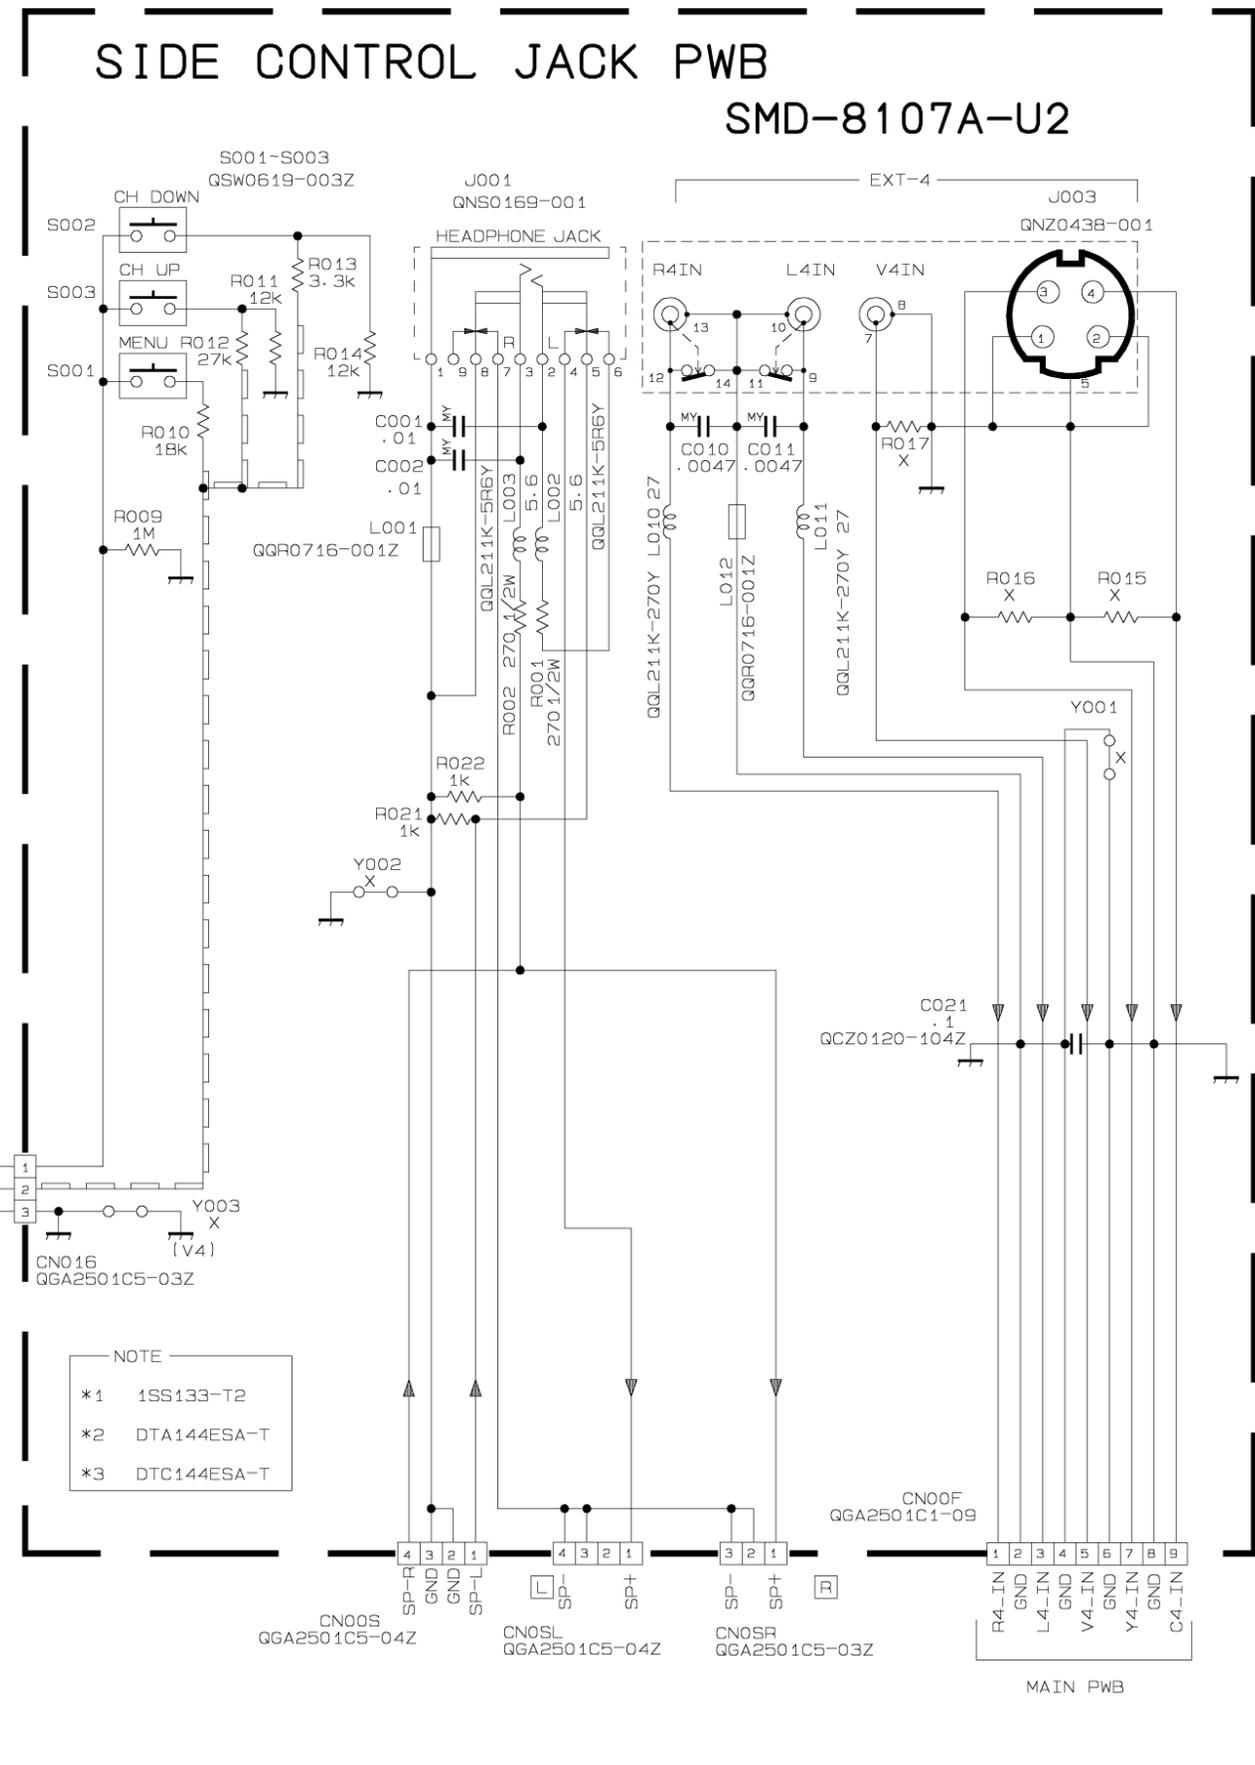 SIDE CONTROL JACK PWB
SMD-8107A-U2
S001~S003
QSW0619-003Z
CH DOWN
S002
CH UP
S003
MENU
S001
R013
3.3k
R011
12k
R012
27k
R014
12k
R010
18k
R009
1M
J001
QNS0169-001
HEADPHONE JACK
R
L
1
9
8
7
3
2
4
5
6
C001
.01
MY
C002
.01
MY
L001
QQR0716-001Z
QQL211K-5R6Y
L003
5.6
L002
5.6
QQL211K-5R6Y
R002 270 1/2W
R001
270 1/2W
R022
1k
R021
1k
Y002
X
EXT-4
J003
QNZ0438-001
R4IN
L4IN
V4IN
13
10
8
7
12
14
11
9
3
4
1
2
5
MY
C010
.0047
MY
C011
.0047
R017
X
QQL211K-270Y L010 27
L012
QQR0716-001Z
L011
QQL211K-270Y 27
R016
X
R015
X
Y001
X
C021
.1
QCZ0120-104Z
1
2
3
Y003
X
(V4)
CN016
QGA2501C5-03Z
NOTE
*1 1SS133-T2
*2 DTA144ESA-T
*3 DTC144ESA-T
CN00F
QGA2501C1-09
4 3 2 1
SP-R
GND
GND
SP-L
CN00S
QGA2501C5-04Z
4 3 2 1
L
SP-
SP+
CN0SL
QGA2501C5-04Z
3 2 1
SP-
SP+
R
CN0SR
QGA2501C5-03Z
1 2 3 4 5 6 7 8 9
R4_IN
GND
L4_IN
GND
V4_IN
GND
Y4_IN
GND
C4_IN
MAIN PWB